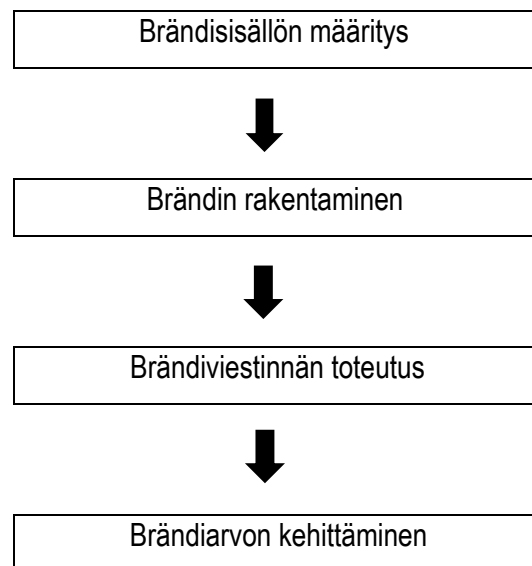 Brändisisällön määritys
Brändin rakentaminen
Brändiviestinnän toteutus
Brändiarvon kehittäminen